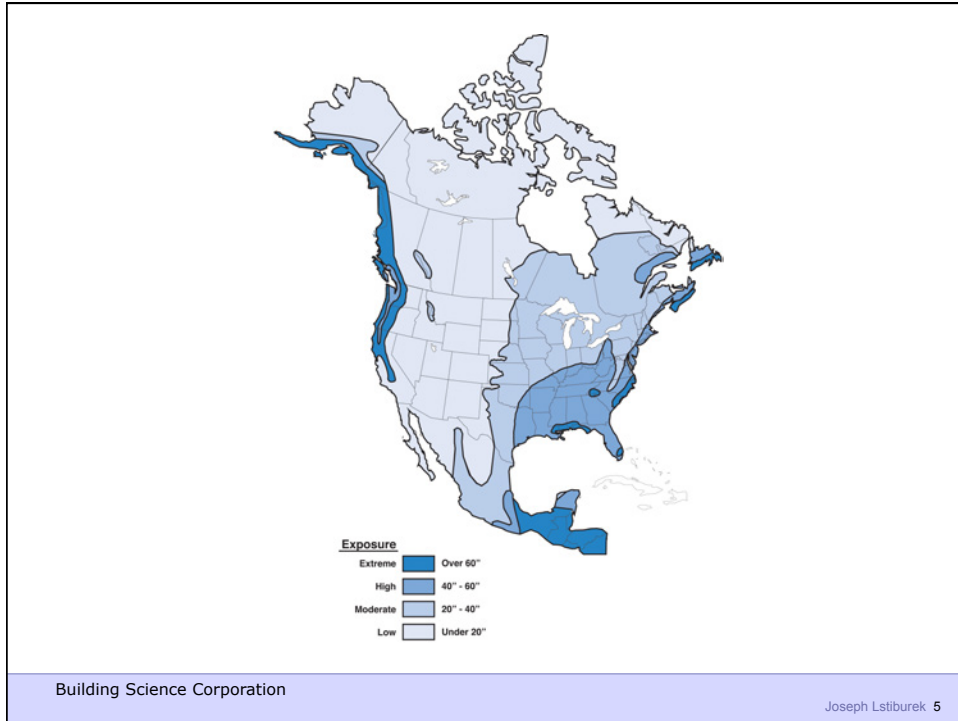 Exposure
Extreme Over 60"
High 40" - 60"
Moderate 20" - 40"
Low Under 20"
Building Science Corporation
Joseph Lstiburek 5